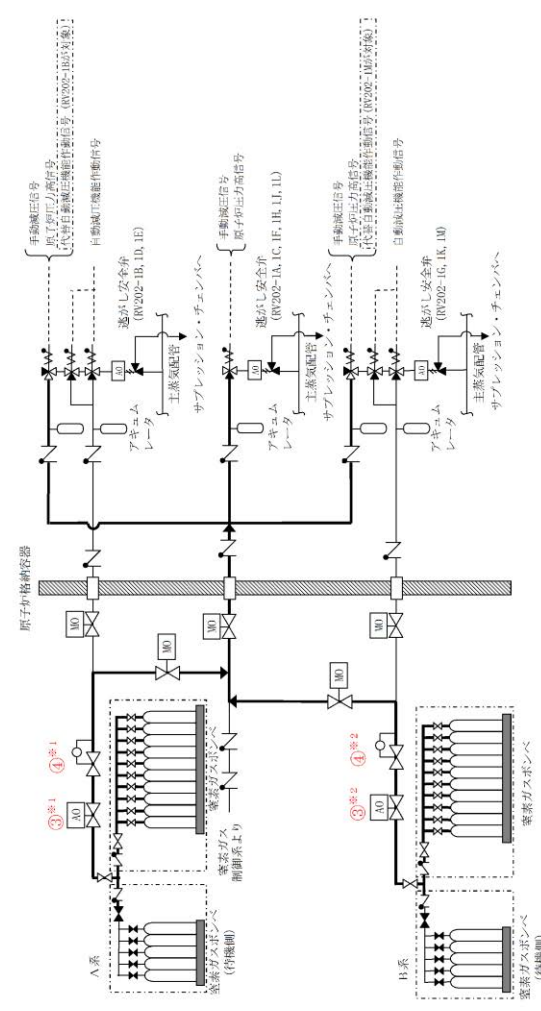 手動減圧信号
原子炉圧力高信号
代替自動減圧機能作動信号(RV202-1Bが対象)
自動減圧機能作動信号
逃がし安全弁
(RV202-1B, 1D, 1E)
AO
主蒸気配管
サプレッション・チェンバへ
アキュム
レータ
手動減圧信号
原子炉圧力高信号
逃がし安全弁
(RV202-1A, 1C, 1F, 1H, 1J, 1L)
AO
主蒸気配管
サプレッション・チェンバへ
アキュム
レータ
手動減圧信号
原子炉圧力高信号
代替自動減圧機能作動信号(RV202-1Mが対象)
自動減圧機能作動信号
逃がし安全弁
(RV202-1G, 1K, 1M)
AO
主蒸気配管
サプレッション・チェンバへ
アキュム
レータ
原子炉格納容器
MO
MO
MO
MO
MO
③※1
④※1
AO
A系
窒素ガスボンベ
窒素ガスボンベ
(待機側)
窒素ガス
制御系より
③※2
④※2
AO
B系
窒素ガスボンベ
窒素ガスボンベ
(待機側)